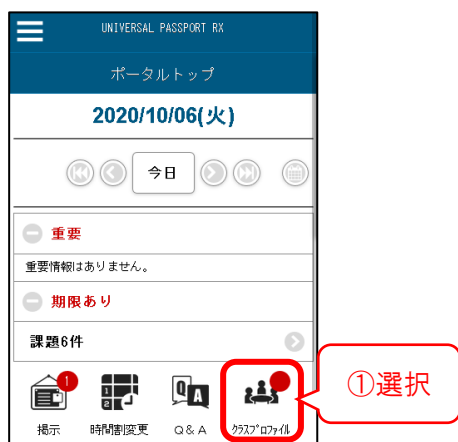 UNIVERSAL PASSPORT RX
ポータルトップ
2020/10/06(火)
今日
重要
重要情報はありません。
期限あり
課題6件
1
掲示
時間割変更
Q & A
クラスプロファイル
①選択